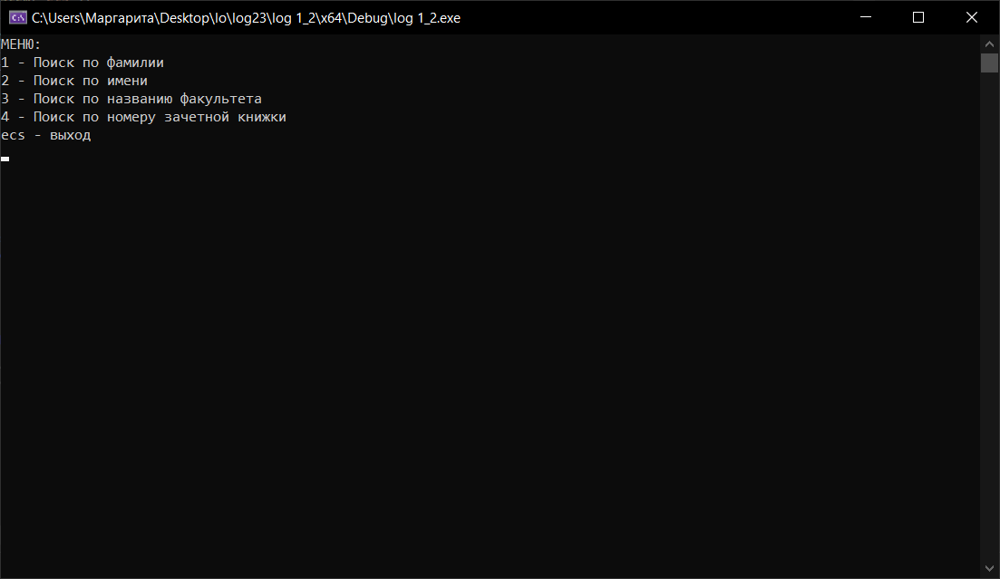 C:\Users\Маргарита\Desktop\lo\log23\log 1_2\x64\Debug\log 1_2.exe
МЕНЮ:
1 - Поиск по фамилии
2 - Поиск по имени
3 - Поиск по названию факультета
4 - Поиск по номеру зачетной книжки
ecs - выход